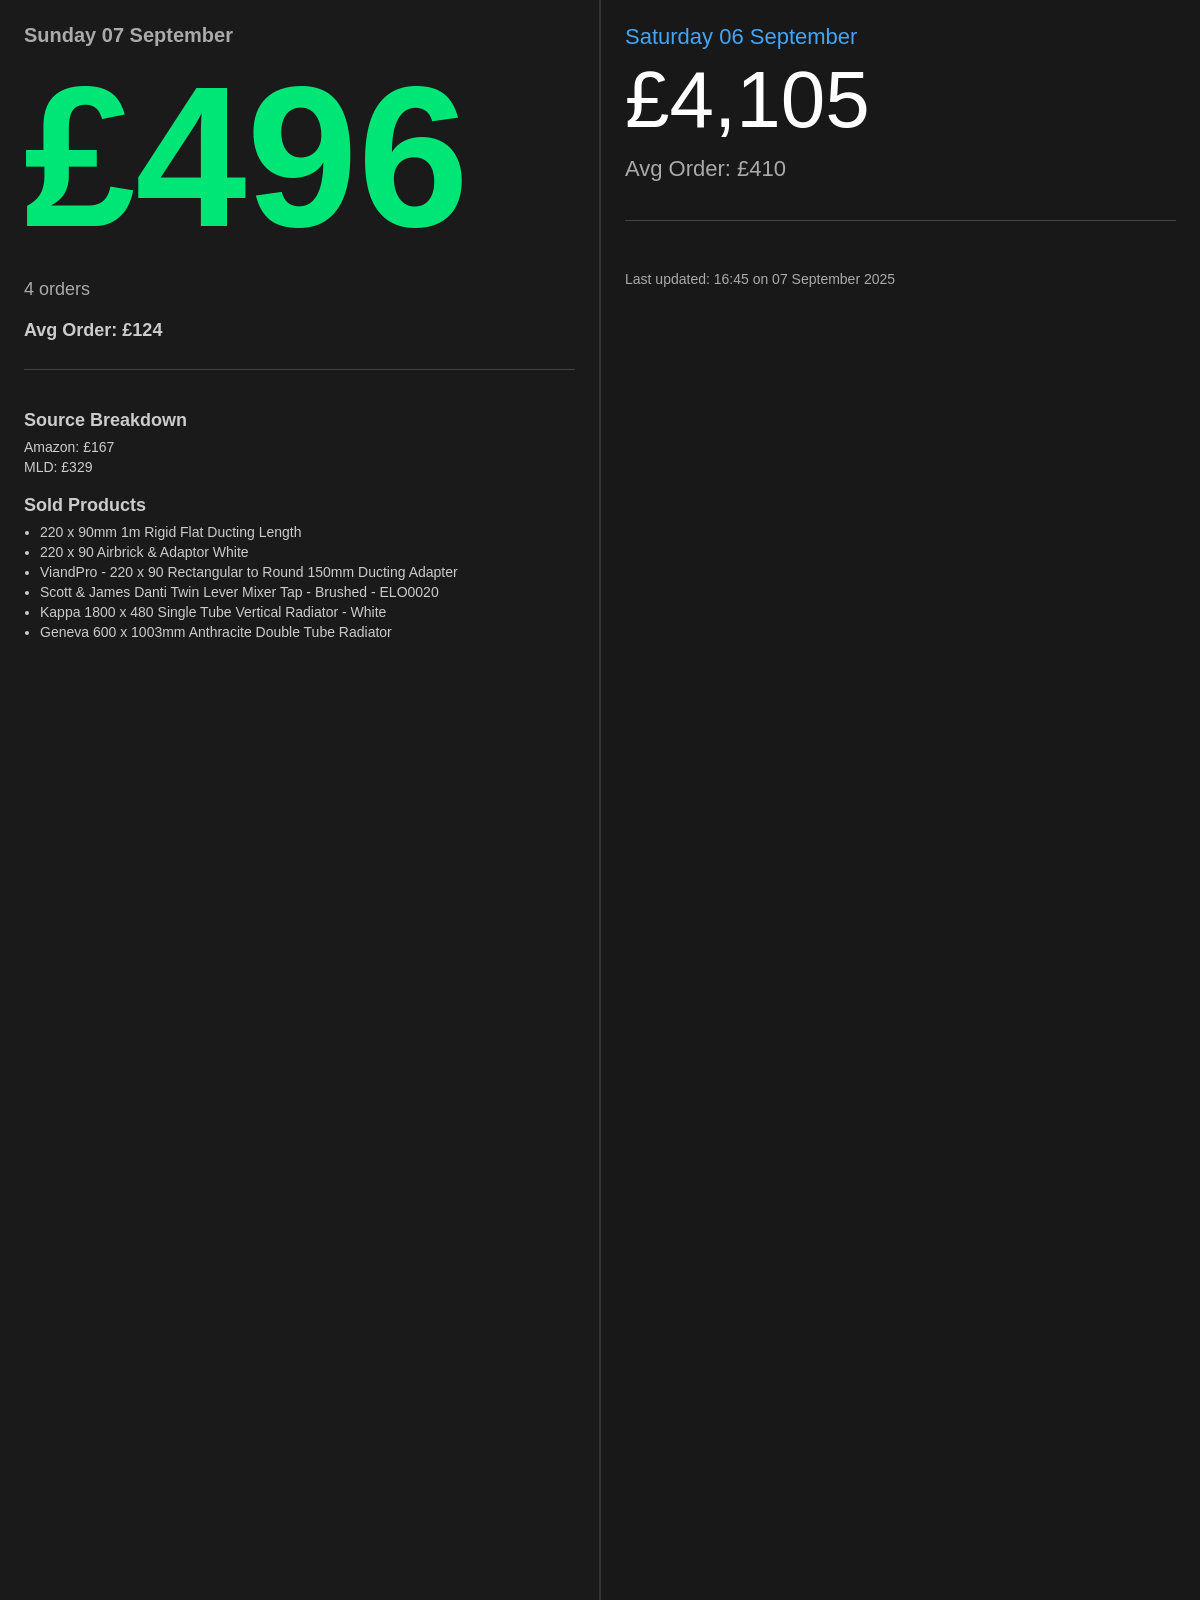 Sunday 07 September
£496
4 orders
Avg Order: £124
Source Breakdown
Amazon: £167
MLD: £329
Sold Products
• 220 x 90mm 1m Rigid Flat Ducting Length
• 220 x 90 Airbrick & Adaptor White
• ViandPro - 220 x 90 Rectangular to Round 150mm Ducting Adapter
• Scott & James Danti Twin Lever Mixer Tap - Brushed - ELO0020
• Kappa 1800 x 480 Single Tube Vertical Radiator - White
• Geneva 600 x 1003mm Anthracite Double Tube Radiator
Saturday 06 September
£4,105
Avg Order: £410
Last updated: 16:45 on 07 September 2025